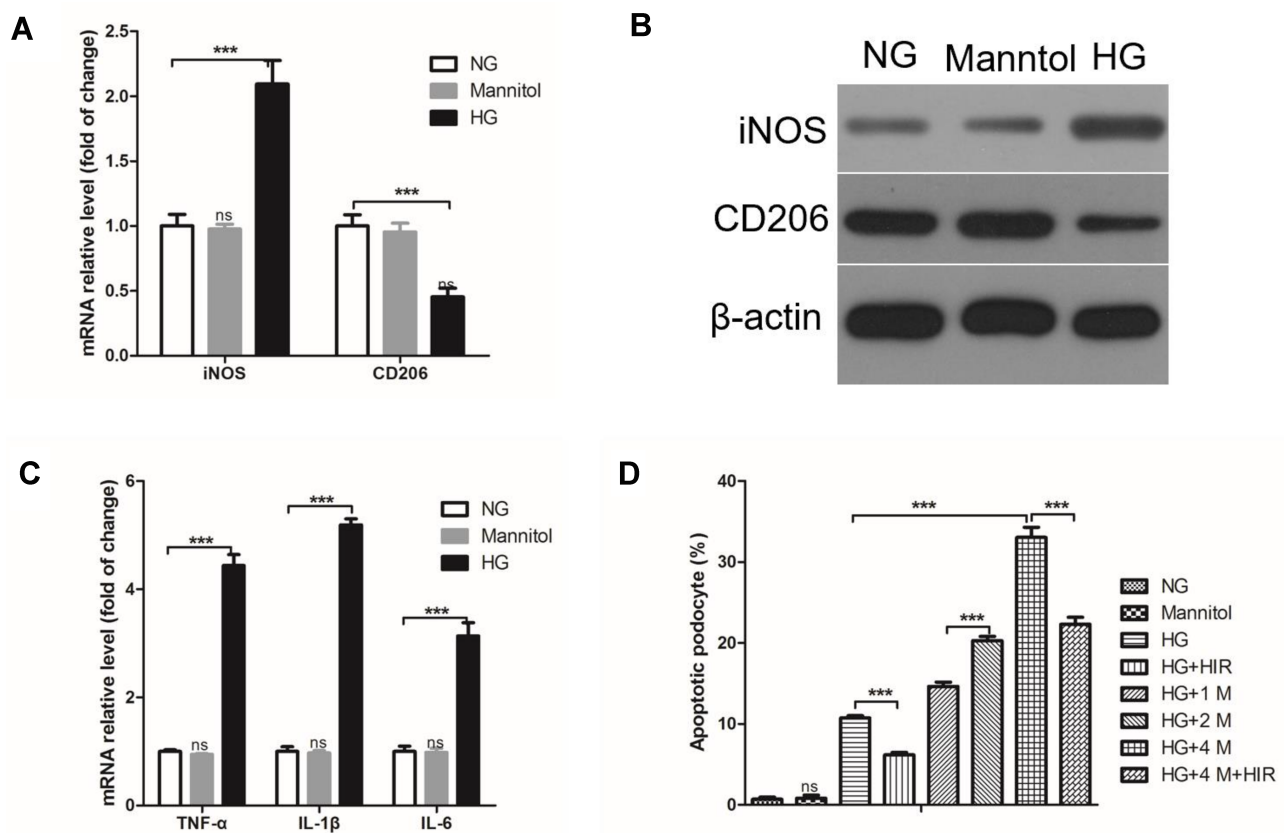 A
mRNA relative level (fold of change)
2.5
2.0
1.5
1.0
0.5
0.0
***
ns
***
ns
iNOS
CD206
NG
Mannitol
HG
B
NG Manntol HG
iNOS
CD206
β-actin
C
mRNA relative level (fold of change)
6
4
2
0
***
***
***
ns
ns
ns
TNF-α
IL-1β
IL-6
NG
Mannitol
HG
D
Apoptotic podocyte (%)
40
30
20
10
0
***
***
***
***
ns
NG
Mannitol
HG
HG+HIR
HG+1 M
HG+2 M
HG+4 M
HG+4 M+HIR